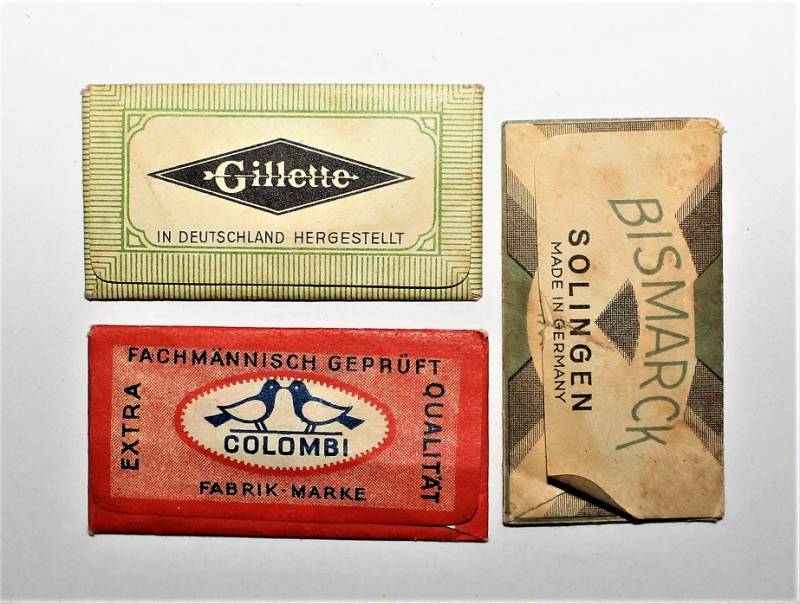 Gillette
IN DEUTSCHLAND HERGESTELLT
FACHMÄNNISCH GEPRÜFT
EXTRA
QUALITÄT
COLOMBI
FABRIK-MARKE
BISMARCK
SOLINGEN
MADE IN GERMANY